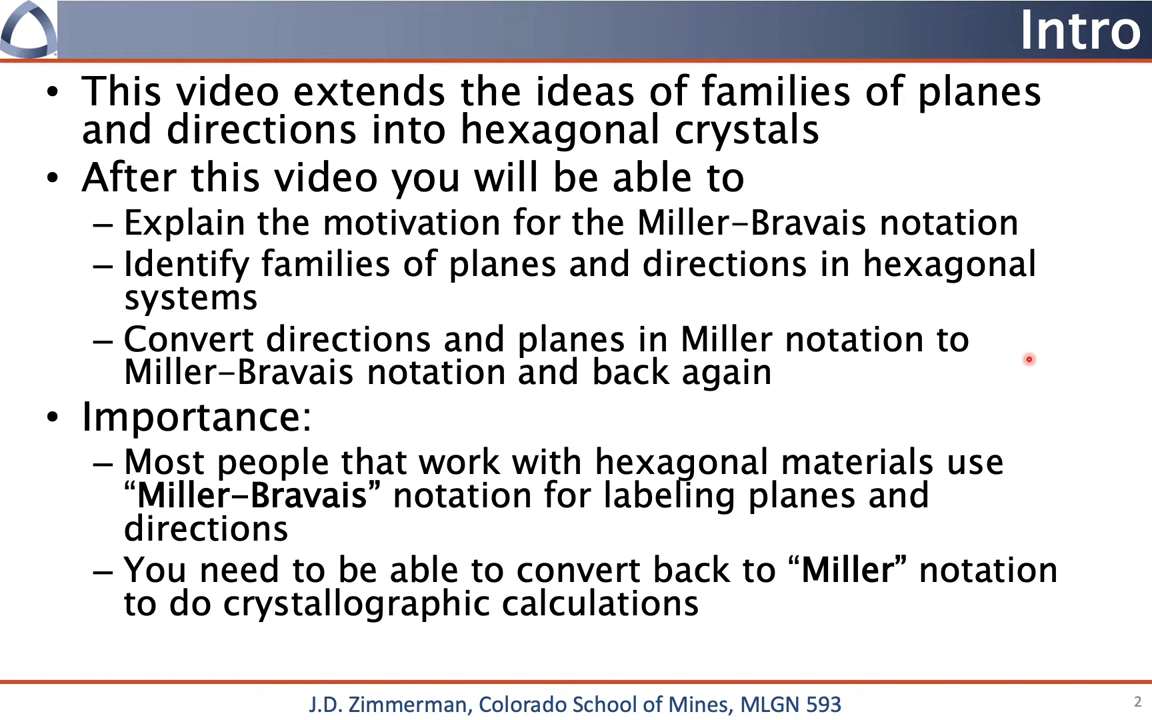 Intro
• This video extends the ideas of families of planes
and directions into hexagonal crystals
• After this video you will be able to
– Explain the motivation for the Miller–Bravais notation
– Identify families of planes and directions in hexagonal
systems
– Convert directions and planes in Miller notation to
Miller–Bravais notation and back again
• Importance:
– Most people that work with hexagonal materials use
“Miller–Bravais” notation for labeling planes and
directions
– You need to be able to convert back to “Miller” notation
to do crystallographic calculations
J.D. Zimmerman, Colorado School of Mines, MLGN 593
2